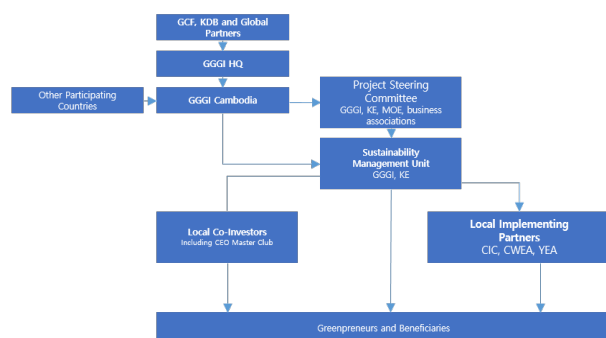 GCF, KDB and Global
Partners
GGGI HQ
Other Participating
Countries
GGGI Cambodia
Project Steering
Committee
GGGI, KE, MOE, business
associations
Sustainability
Management Unit
GGGI, KE
Local Co-Investors
Including CEO Master Club
Local Implementing
Partners
CIC, CWEA, YEA
Greenpreneurs and Beneficiaries